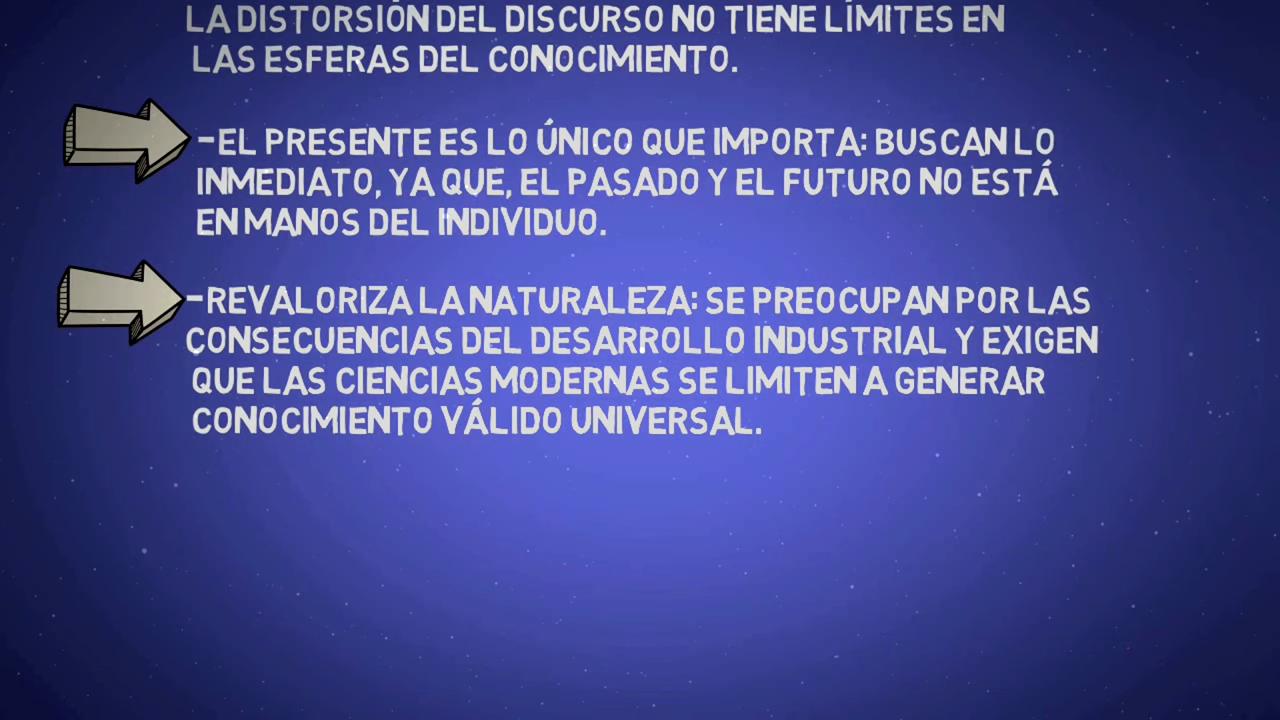 LA DISTORSIÓN DEL DISCURSO NO TIENE LÍMITES EN
LAS ESFERAS DEL CONOCIMIENTO.
-EL PRESENTE ES LO ÚNICO QUE IMPORTA: BUSCAN LO
INMEDIATO, YA QUE, EL PASADO Y EL FUTURO NO ESTÁ
EN MANOS DEL INDIVIDUO.
-REVALORIZA LA NATURALEZA: SE PREOCUPAN POR LAS
CONSECUENCIAS DEL DESARROLLO INDUSTRIAL Y EXIGEN
QUE LAS CIENCIAS MODERNAS SE LIMITEN A GENERAR
CONOCIMIENTO VÁLIDO UNIVERSAL.